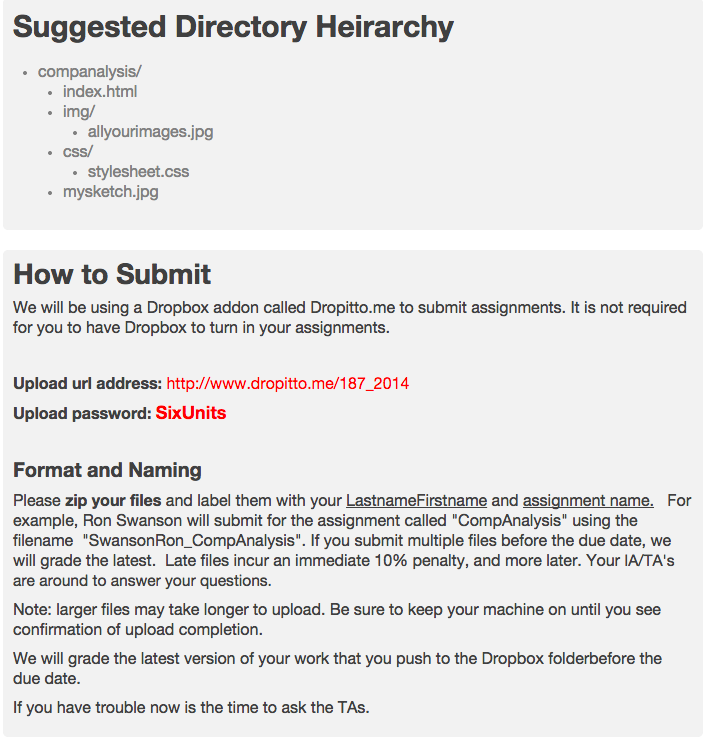 Suggested Directory Heirarchy
companalysis/
index.html
img/
allyourimages.jpg
css/
stylesheet.css
mysketch.jpg
How to Submit
We will be using a Dropbox addon called Dropitto.me to submit assignments. It is not required
for you to have Dropbox to turn in your assignments.
Upload url address: http://www.dropitto.me/187_2014
Upload password: SixUnits
Format and Naming
Please zip your files and label them with your LastnameFirstname and assignment name. For
example, Ron Swanson will submit for the assignment called "CompAnalysis" using the
filename "SwansonRon_CompAnalysis". If you submit multiple files before the due date, we
will grade the latest. Late files incur an immediate 10% penalty, and more later. Your IA/TA's
are around to answer your questions.
Note: larger files may take longer to upload. Be sure to keep your machine on until you see
confirmation of upload completion.
We will grade the latest version of your work that you push to the Dropbox folderbefore the
due date.
If you have trouble now is the time to ask the TAs.